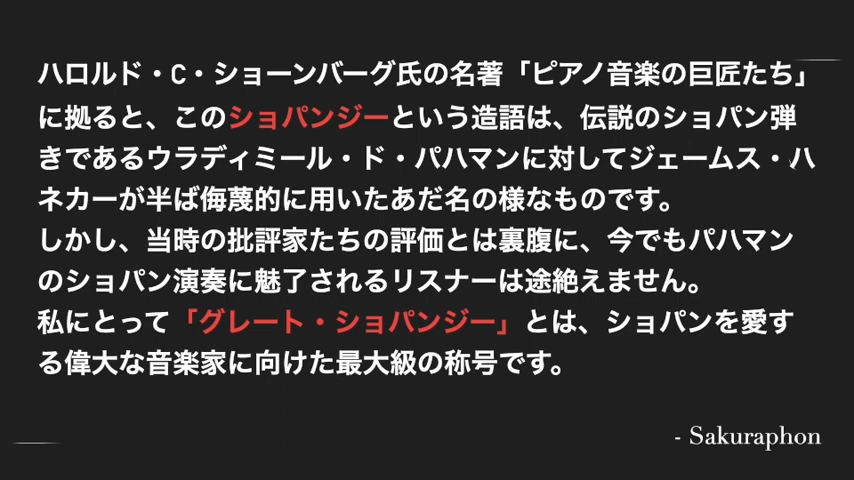 ハロルド・C・ショーンバーグ氏の名著「ピアノ音楽の巨匠たち」
に拠ると、このショパンジーという造語は、伝説のショパン弾
きであるウラディミール・ド・パハマンに対してジェームス・ハ
ネカーが半ば侮蔑的に用いたあだ名の様なものです。
しかし、当時の批評家たちの評価とは裏腹に、今でもパハマン
のショパン演奏に魅了されるリスナーは途絶えません。
私にとって「グレート・ショパンジー」とは、ショパンを愛す
る偉大な音楽家に向けた最大級の称号です。
- Sakuraphon